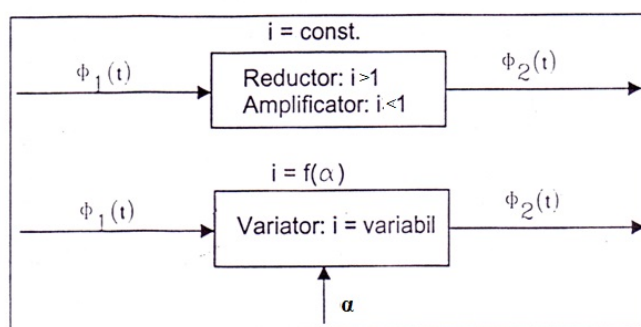 i = const.
Φ1(t)
Reductor: i>1
Amplificator: i<1
Φ2(t)
i = f(α)
Φ1(t)
Variator: i = variabil
Φ2(t)
α